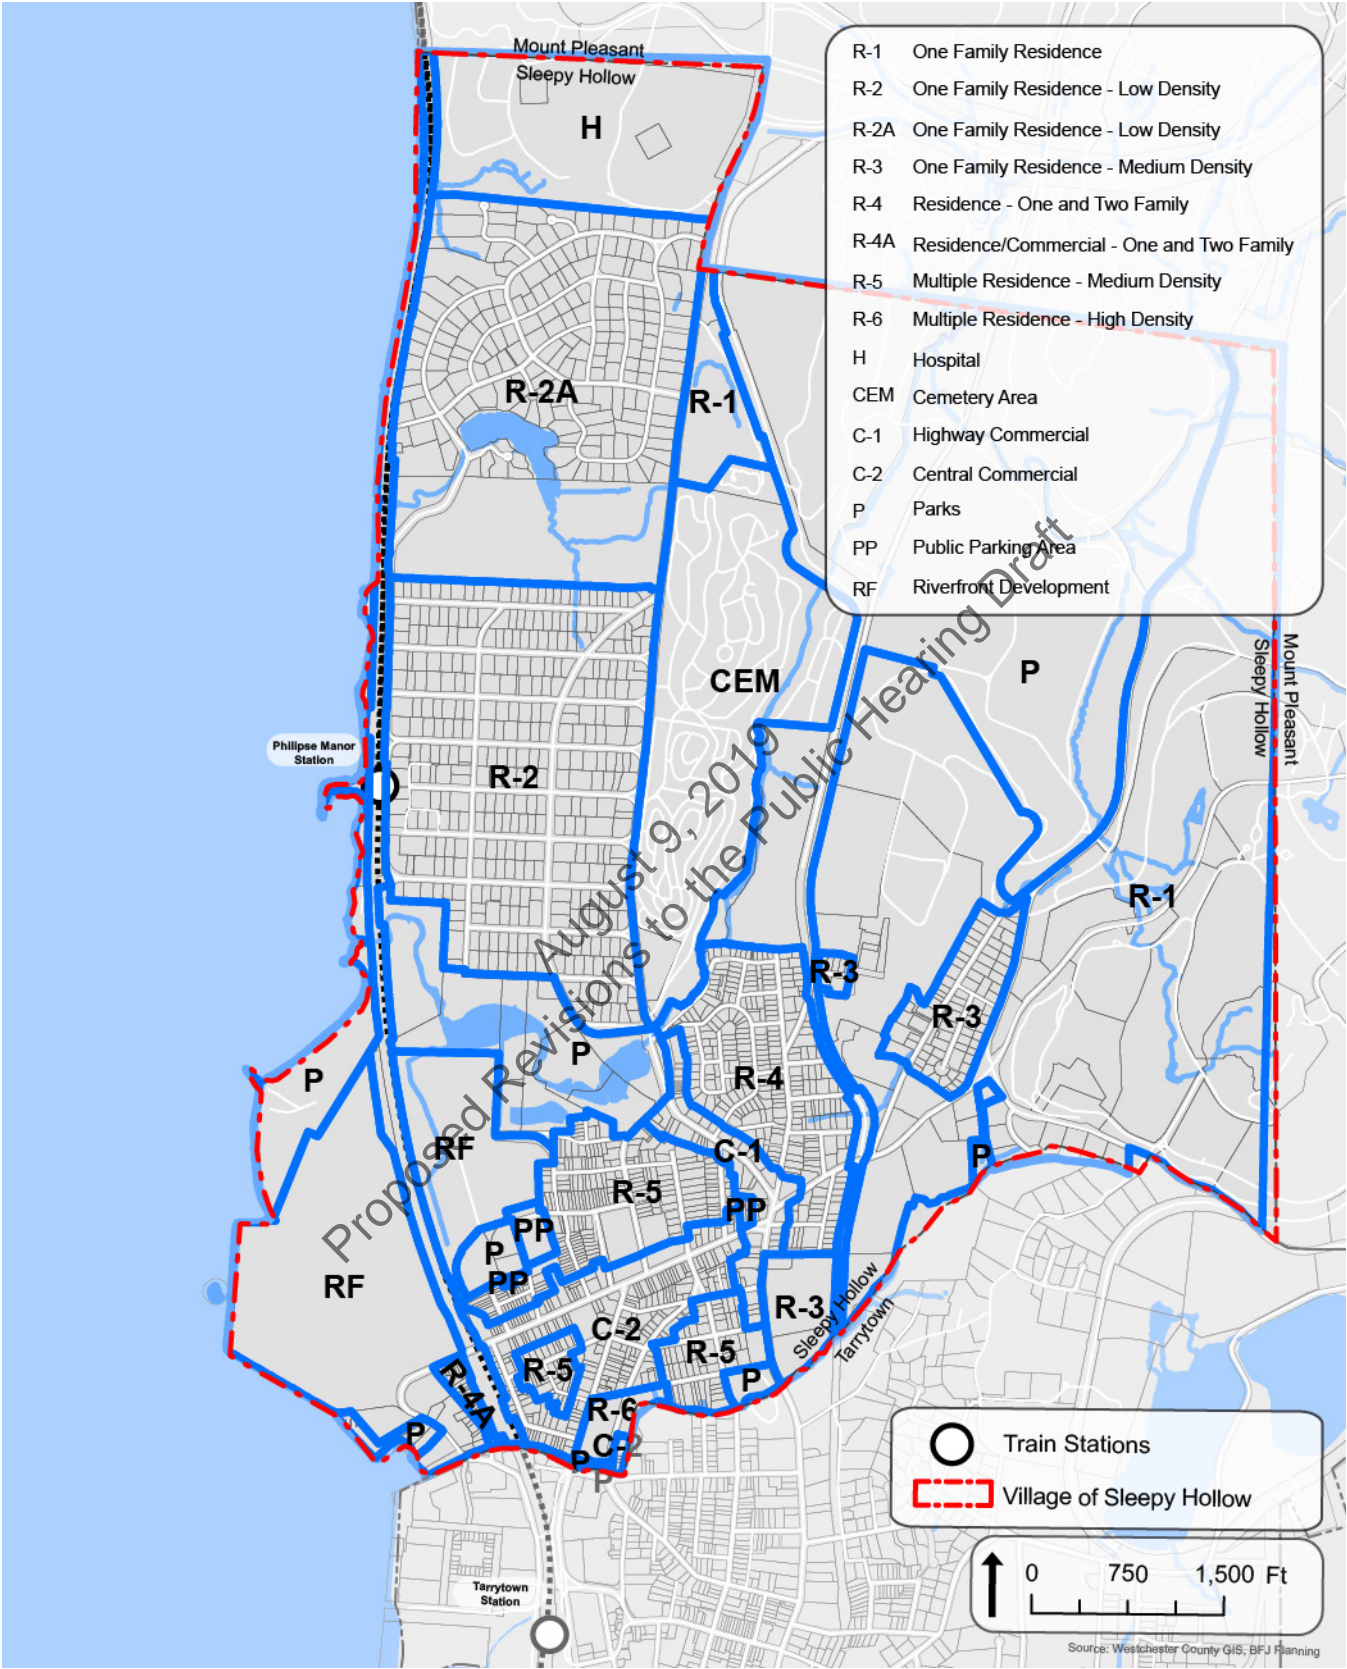 Mount Pleasant
Sleepy Hollow
H
R-1 One Family Residence
R-2 One Family Residence - Low Density
R-2A One Family Residence - Low Density
R-3 One Family Residence - Medium Density
R-4 Residence - One and Two Family
R-4A Residence/Commercial - One and Two Family
R-5 Multiple Residence - Medium Density
R-6 Multiple Residence - High Density
H Hospital
CEM Cemetery Area
C-1 Highway Commercial
C-2 Central Commercial
P Parks
PP Public Parking Area
RF Riverfront Development
R-2A
R-1
CEM
P
Mount Pleasant
Sleepy Hollow
Philipse Manor
Station
R-2
August 9, 2019
Proposed Revisions to the Public Hearing Draft
R-1
R-3
R-3
P
P
R-4
RF
C-1
P
R-5
PP
PP
P
PP
RF
R-3
Sleepy Hollow
Tarrytown
C-2
R-5
R-5
P
R-4A
R-6
P
C-2
P
P
Train Stations
Village of Sleepy Hollow
0 750 1,500 Ft
Tarrytown
Station
Source: Westchester County GIS, BFJ Planning